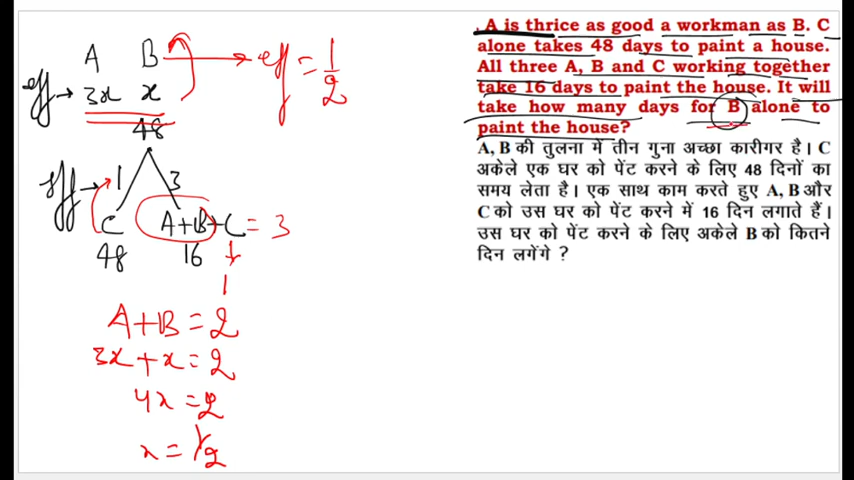 A B eff = 1/2
eff → 3x x
48
eff → 1 3
C A+B+C = 3
48 16 1
A+B = 2
3x + x = 2
4x = 2
x = 1/2
. A is thrice as good a workman as B. C
alone takes 48 days to paint a house.
All three A, B and C working together
take 16 days to paint the house. It will
take how many days for B alone to
paint the house?
A, B की तुलना में तीन गुना अच्छा कारीगर है। C
अकेले एक घर को पेंट करने के लिए 48 दिनों का
समय लेता है। एक साथ काम करते हुए A, B और
C को उस घर को पेंट करने में 16 दिन लगाते हैं।
उस घर को पेंट करने के लिए अकेले B को कितने
दिन लगेंगे ?